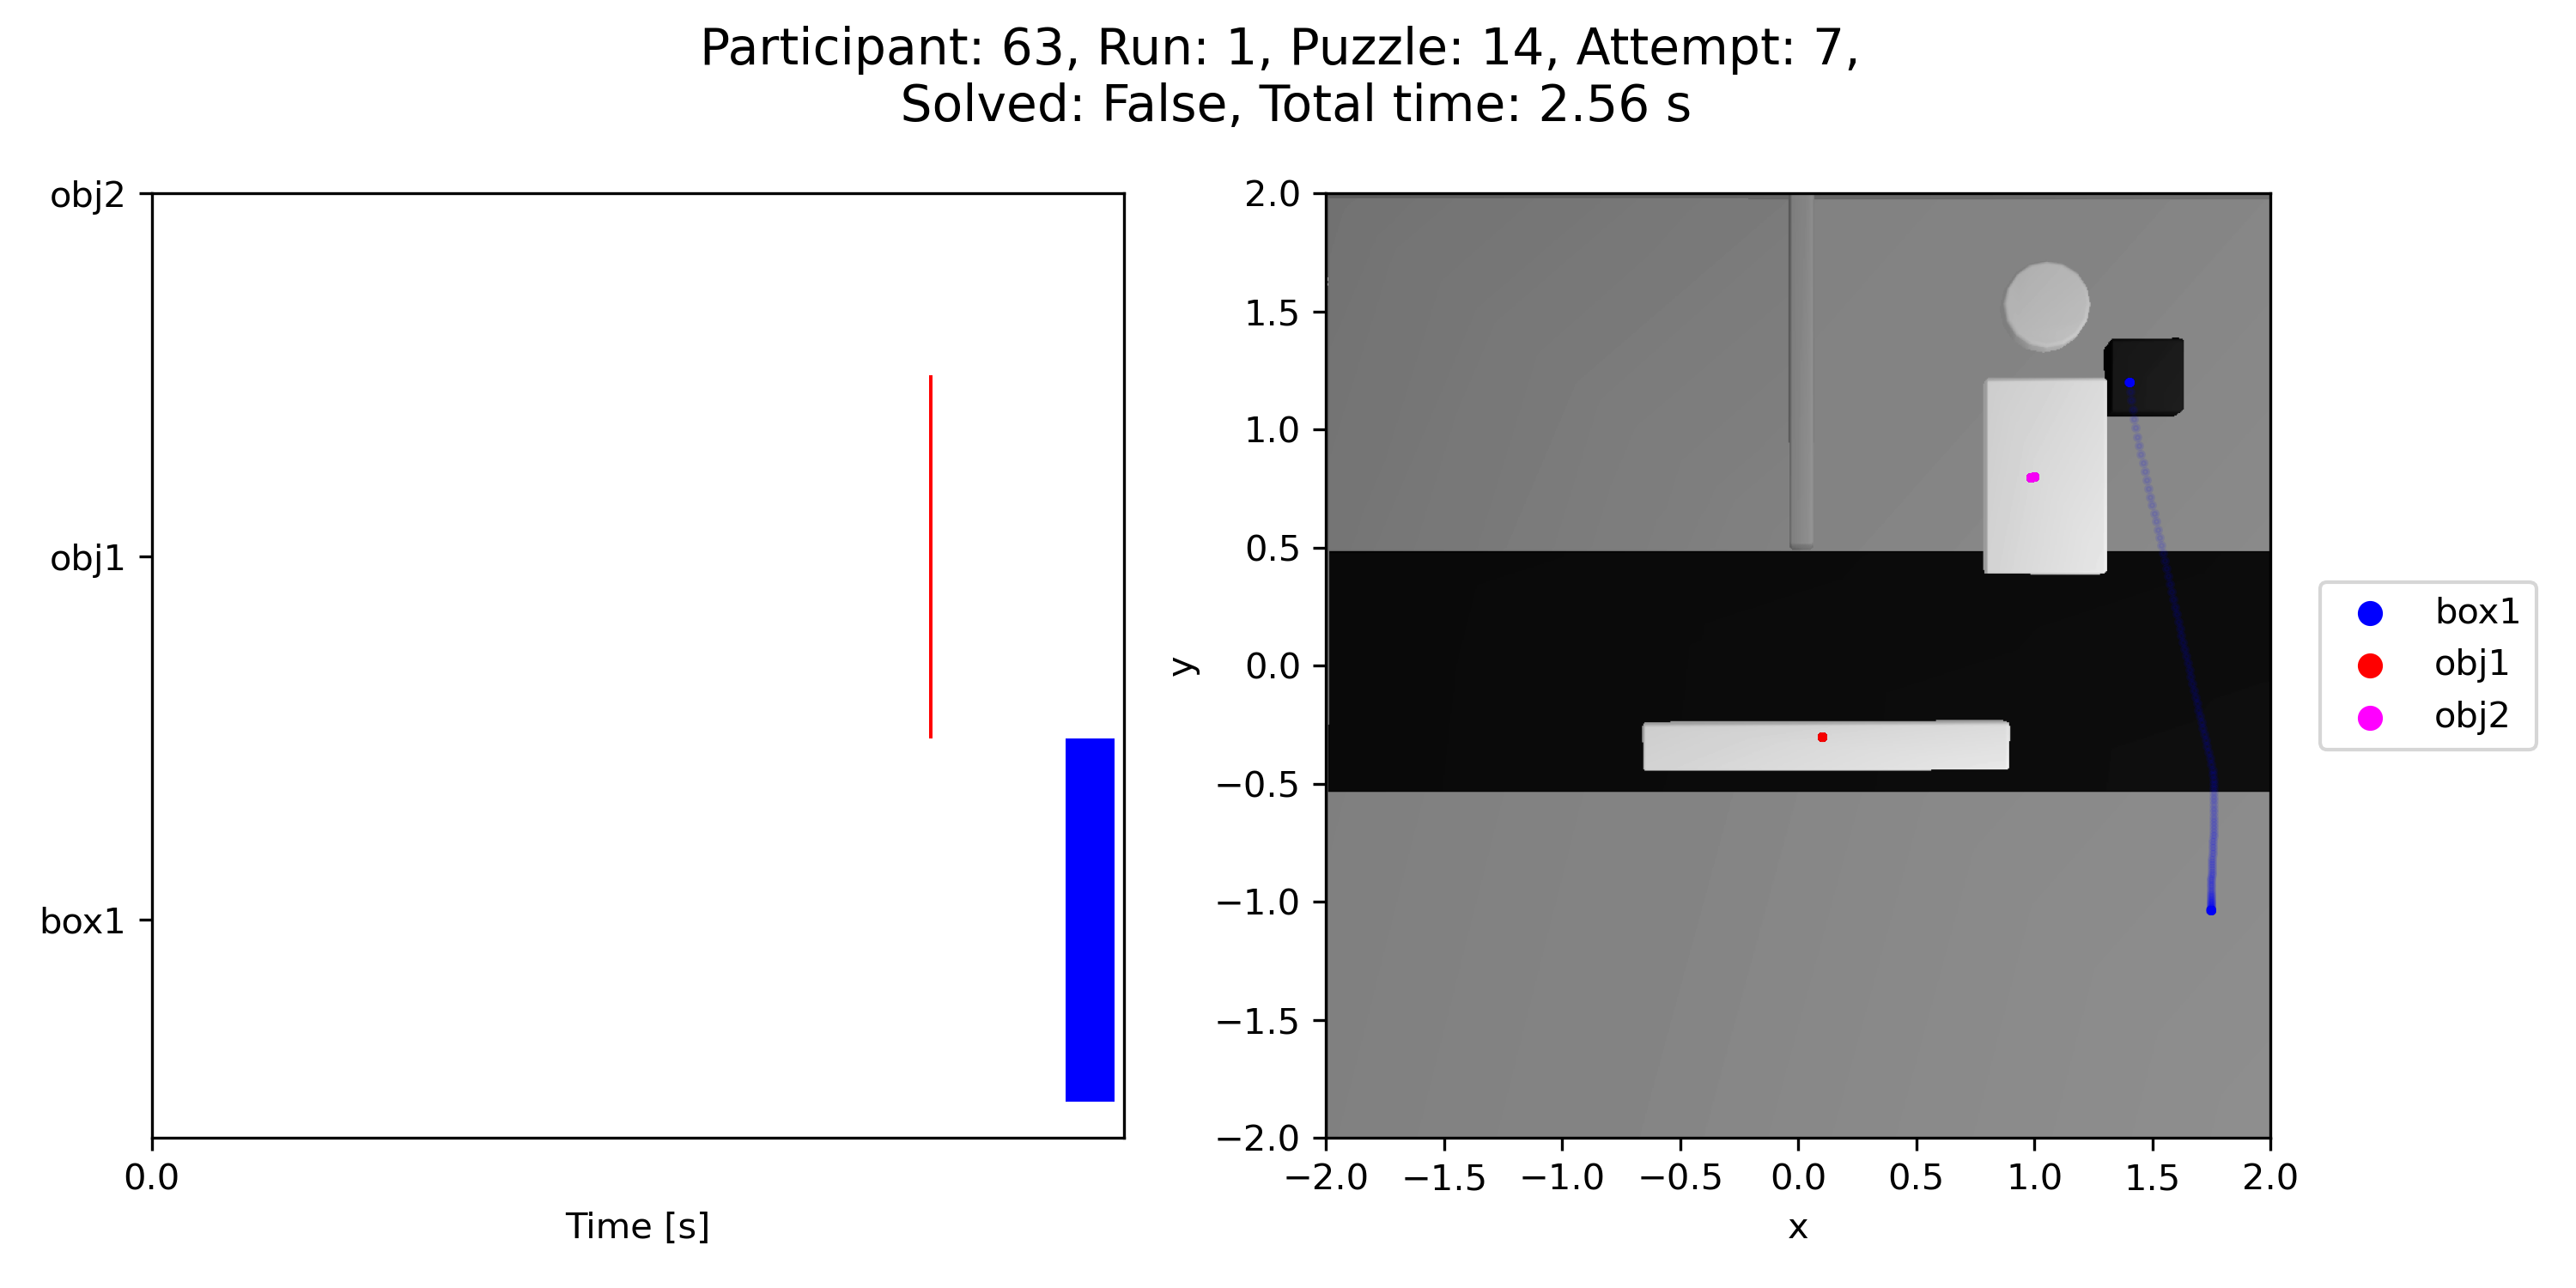 Participant: 63, Run: 1, Puzzle: 14, Attempt: 7,
Solved: False, Total time: 2.56 s
obj2
obj1
box1
0.0
Time [s]
2.0
1.5
1.0
0.5
0.0
−0.5
−1.0
−1.5
−2.0
y
−2.0 −1.5 −1.0 −0.5 0.0 0.5 1.0 1.5 2.0
x
box1
obj1
obj2